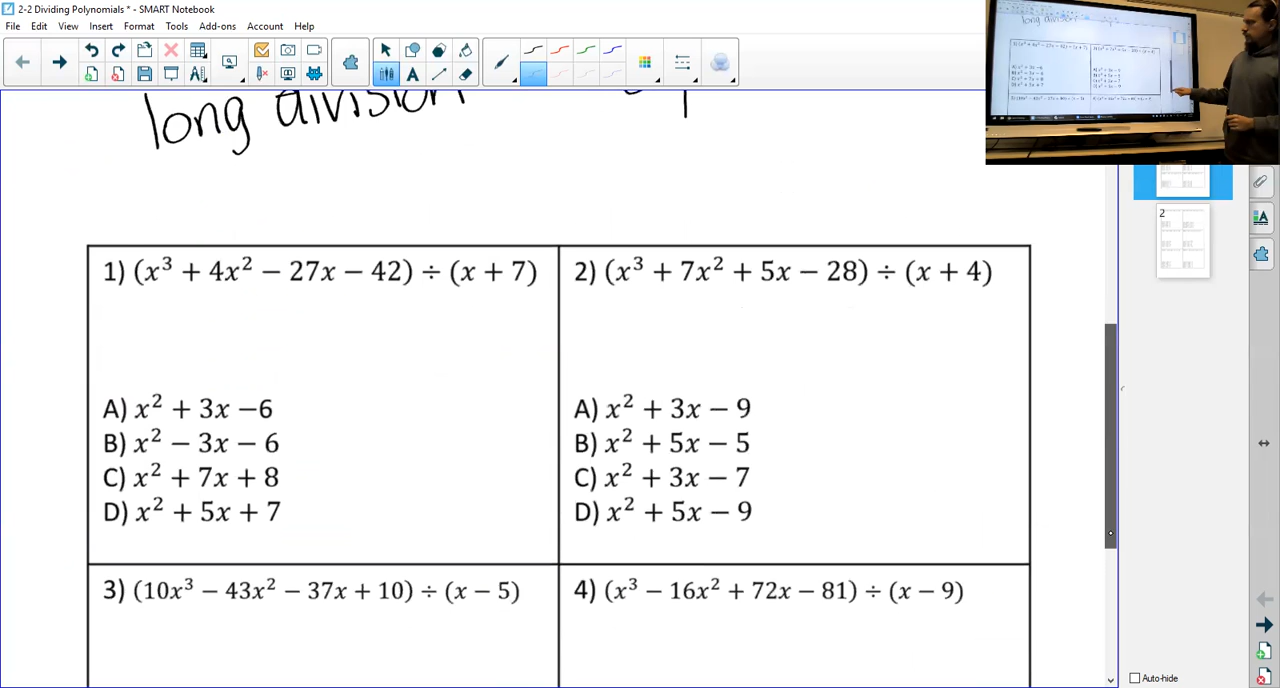 2-2 Dividing Polynomials * - SMART Notebook
File Edit View Insert Format Tools Add-ons Account Help
long division
1) (x³ + 4x² − 27x − 42) ÷ (x + 7)
A) x² + 3x −6
B) x² − 3x − 6
C) x² + 7x + 8
D) x² + 5x + 7
2) (x³ + 7x² + 5x − 28) ÷ (x + 4)
A) x² + 3x − 9
B) x² + 5x − 5
C) x² + 3x − 7
D) x² + 5x − 9
3) (10x³ − 43x² − 37x + 10) ÷ (x − 5)
4) (x³ − 16x² + 72x − 81) ÷ (x − 9)
2
Auto-hide
long division